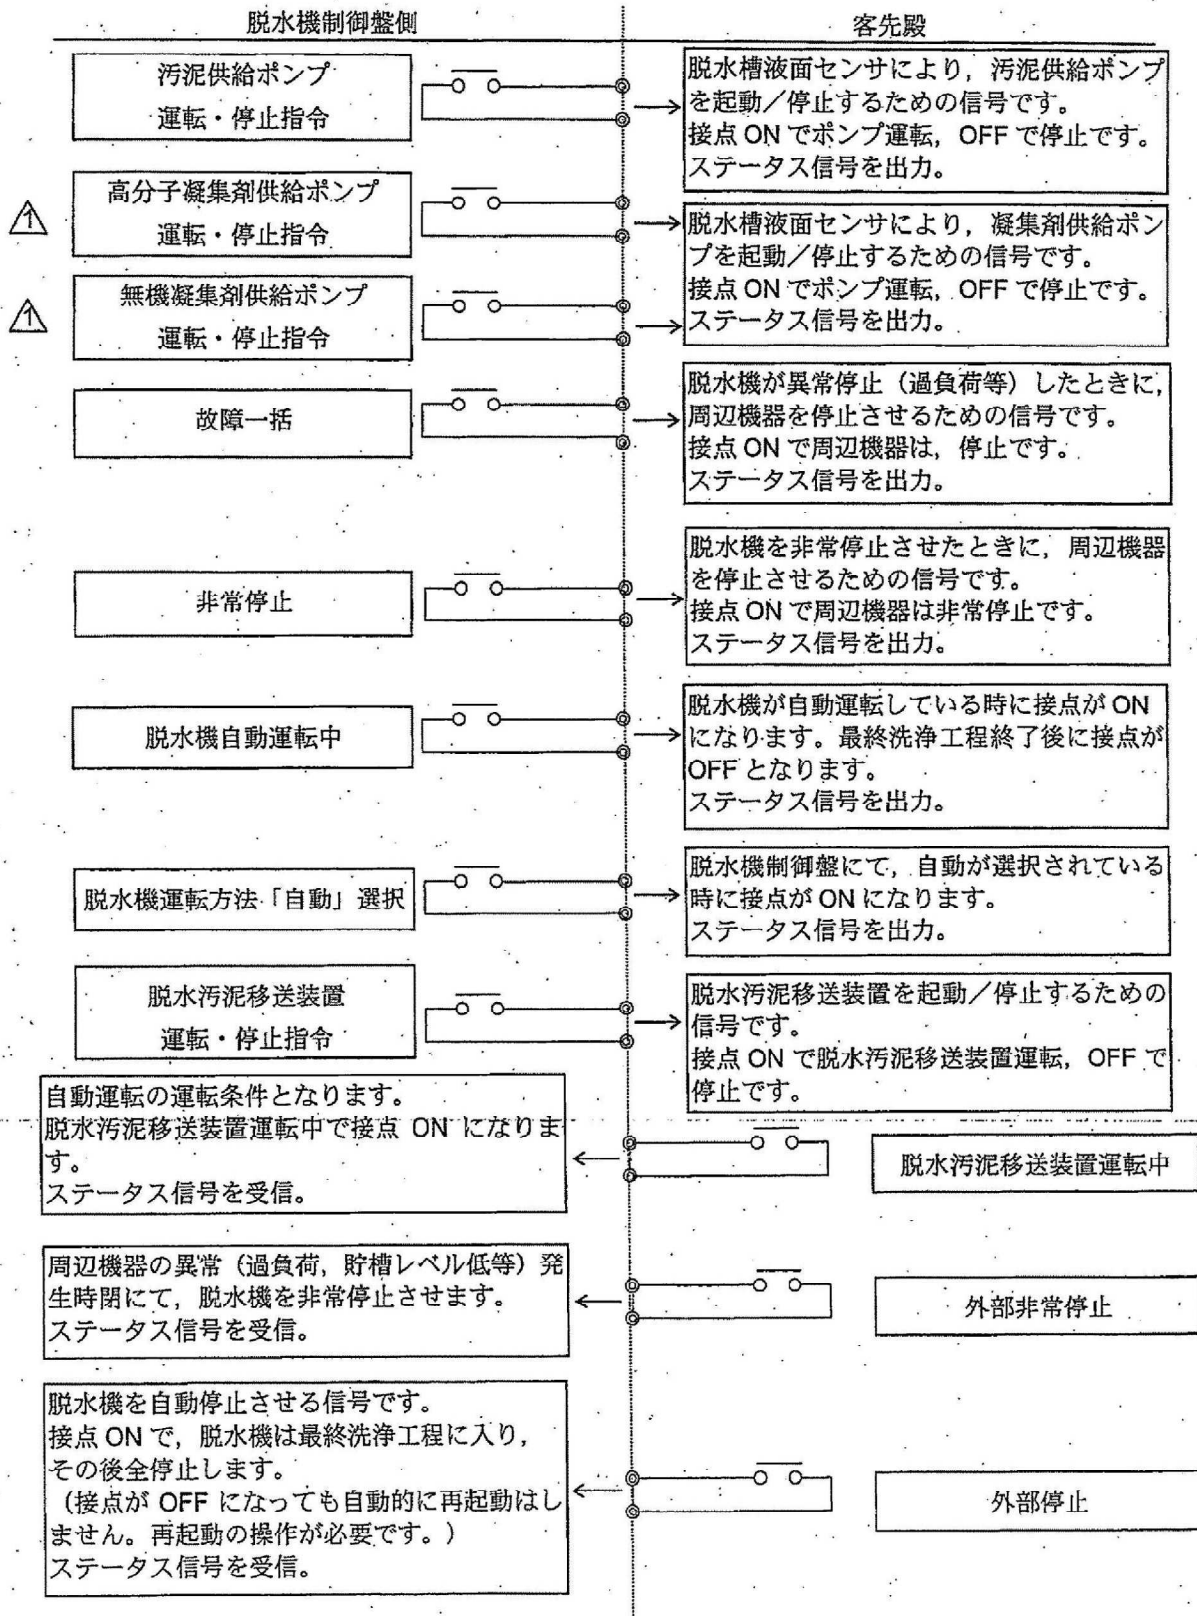 脱水機制御盤側
客先殿
汚泥供給ポンプ
運転・停止指令
脱水槽液面センサにより，汚泥供給ポンプ
を起動／停止するための信号です。
接点 ON でポンプ運転，OFF で停止です。
ステータス信号を出力。
1
高分子凝集剤供給ポンプ
運転・停止指令
脱水槽液面センサにより，凝集剤供給ポン
プを起動／停止するための信号です。
接点 ON でポンプ運転，OFF で停止です。
ステータス信号を出力。
1
無機凝集剤供給ポンプ
運転・停止指令
故障一括
脱水機が異常停止（過負荷等）したときに，
周辺機器を停止させるための信号です。
接点 ON で周辺機器は，停止です。
ステータス信号を出力。
非常停止
脱水機を非常停止させたときに，周辺機器
を停止させるための信号です。
接点 ON で周辺機器は非常停止です。
ステータス信号を出力。
脱水機自動運転中
脱水機が自動運転している時に接点が ON
になります。最終洗浄工程終了後に接点が
OFF となります。
ステータス信号を出力。
脱水機運転方法「自動」選択
脱水機制御盤にて，自動が選択されている
時に接点が ON になります。
ステータス信号を出力。
脱水汚泥移送装置
運転・停止指令
脱水汚泥移送装置を起動／停止するための
信号です。
接点 ON で脱水汚泥移送装置運転，OFF で
停止です。
自動運転の運転条件となります。
脱水汚泥移送装置運転中で接点 ON になりま
す。
ステータス信号を受信。
脱水汚泥移送装置運転中
周辺機器の異常（過負荷，貯槽レベル低等）発
生時閉にて，脱水機を非常停止させます。
ステータス信号を受信。
外部非常停止
脱水機を自動停止させる信号です。
接点 ON で，脱水機は最終洗浄工程に入り，
その後全停止します。
（接点が OFF になっても自動的に再起動はし
ません。再起動の操作が必要です。）
ステータス信号を受信。
外部停止